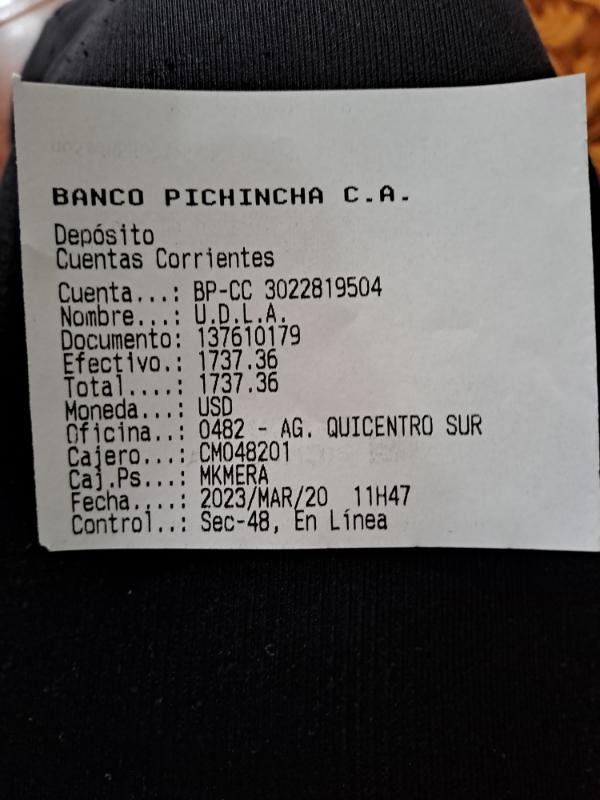 BANCO PICHINCHA C.A.
Depósito
Cuentas Corrientes
Cuenta...: BP-CC 3022819504
Nombre...: U.D.L.A.
Documento: 137610179
Efectivo.: 1737.36
Total....: 1737.36
Moneda...: USD
Oficina..: 0482 - AG. QUICENTRO SUR
Cajero...: CM048201
Caj.Ps...: MKMERA
Fecha....: 2023/MAR/20 11H47
Control..: Sec-48, En Línea